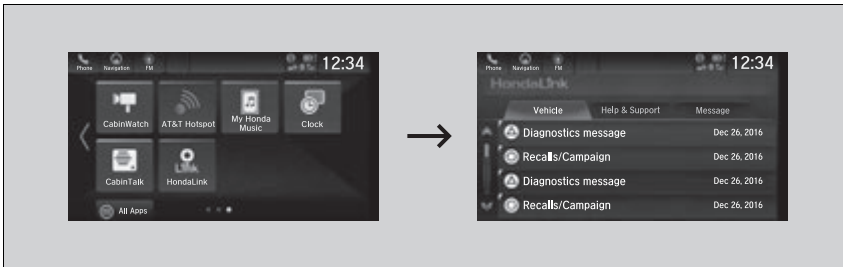 Phone Navigation FM 12:34
CabinWatch AT&T Hotspot My Honda Music Clock
CabinTalk HondaLink
All Apps
Phone Navigation FM 12:34
HondaLink
Vehicle Help & Support Message
Diagnostics message Dec 26, 2016
Recalls/Campaign Dec 26, 2016
Diagnostics message Dec 26, 2016
Recalls/Campaign Dec 26, 2016